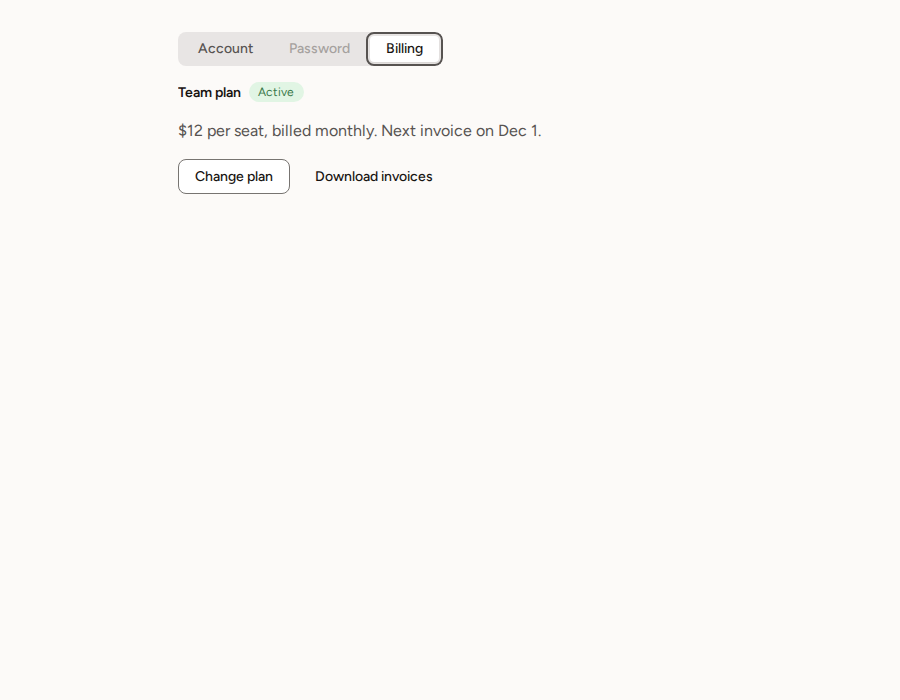 Account Password Billing
Team plan Active
$12 per seat, billed monthly. Next invoice on Dec 1.
Change plan Download invoices